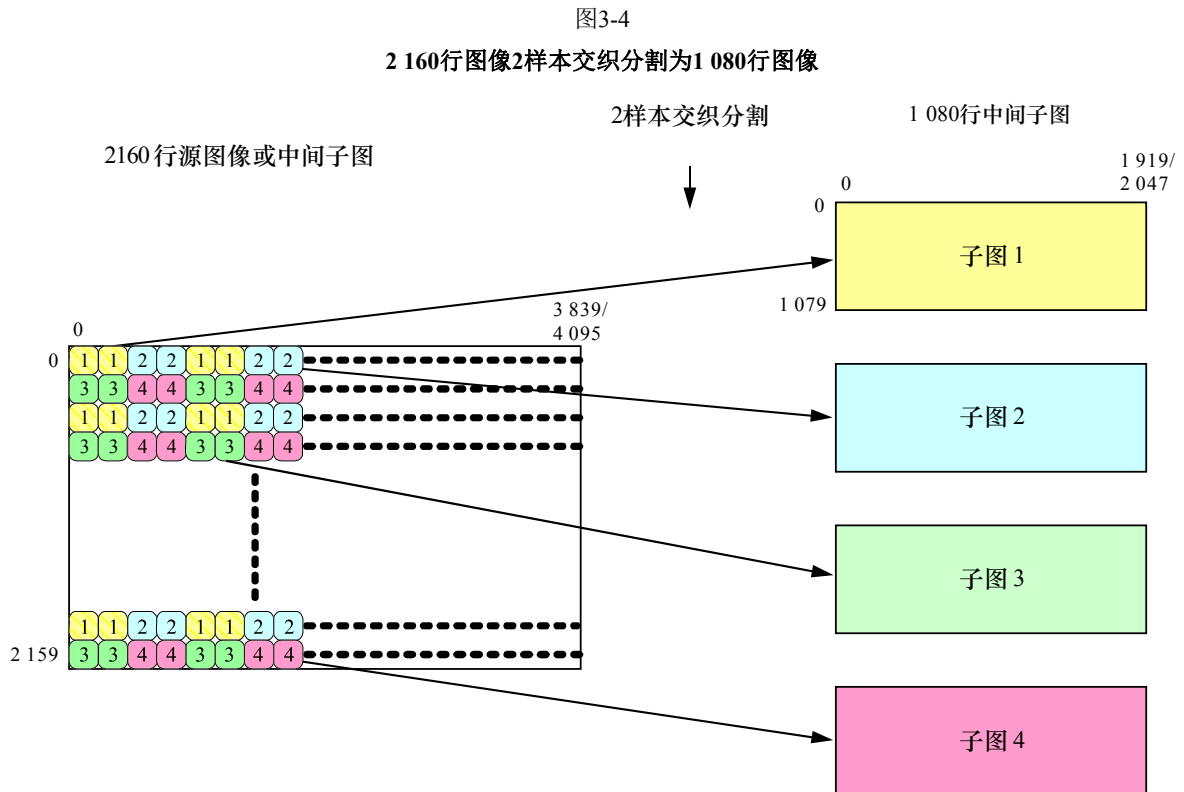 图3-4
2 160行图像2样本交织分割为1 080行图像
2样本交织分割
1 080行中间子图
2160 行源图像或中间子图
1 919/
2 047
0
0
子图 1
1 079
3 839/
4 095
0
0
1 1 2 2 1 1 2 2
3 3 4 4 3 3 4 4
1 1 2 2 1 1 2 2
3 3 4 4 3 3 4 4
子图 2
子图 3
1 1 2 2 1 1 2 2
2 159
3 3 4 4 3 3 4 4
子图 4